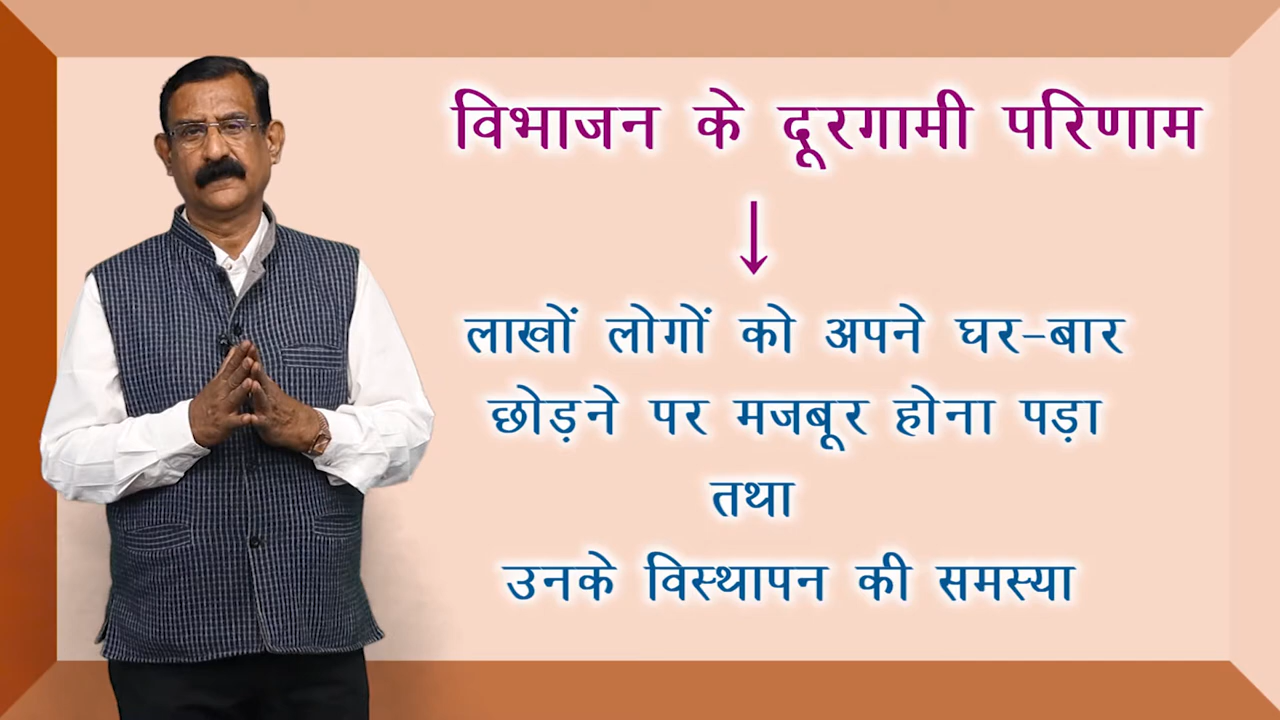 विभाजन के दूरगामी परिणाम
↓
लाखों लोगों को अपने घर-बार
छोड़ने पर मजबूर होना पड़ा
तथा
उनके विस्थापन की समस्या